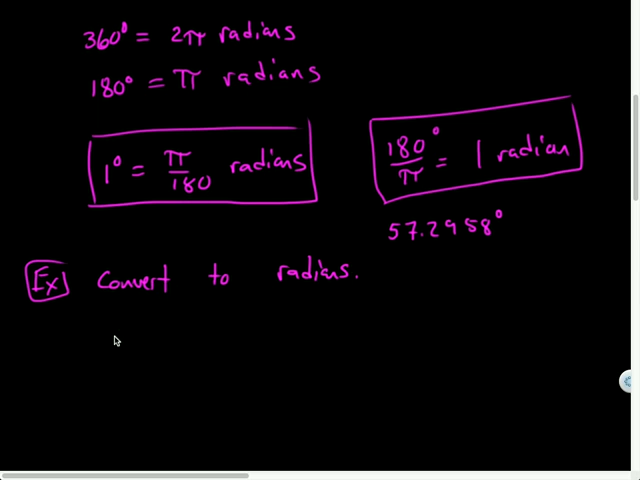 360° = 2π radians
180° = π radians
1° = π/180 radians
180°/π = 1 radian
57.2958°
Ex Convert to radians.